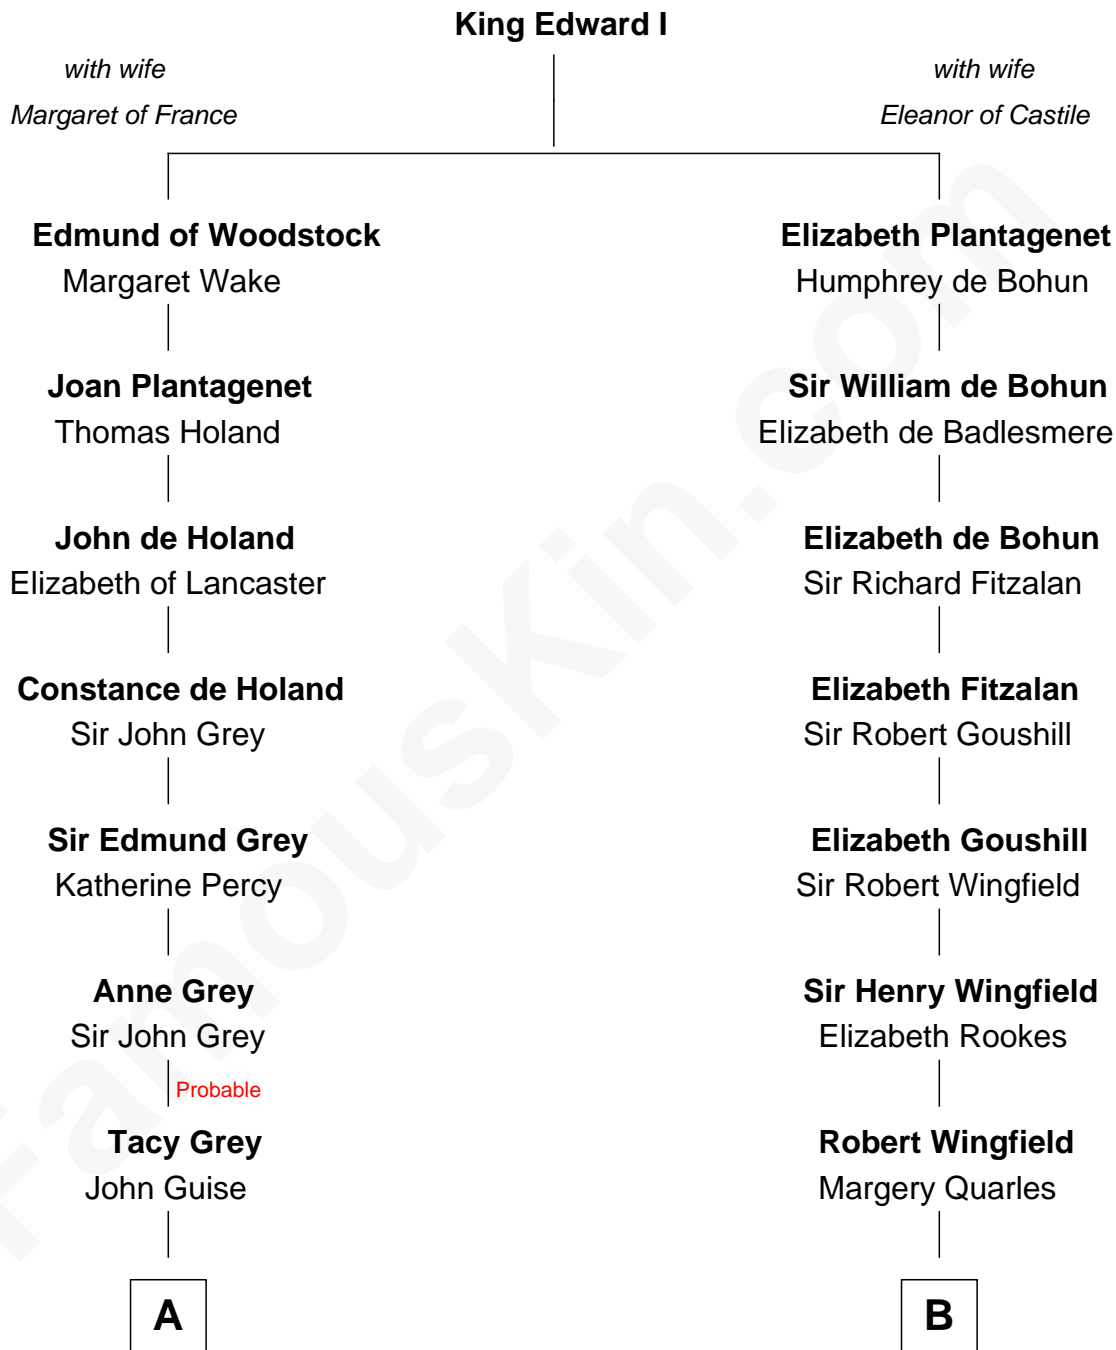 King Edward I
with wife
Margaret of France
with wife
Eleanor of Castile
Edmund of Woodstock
Margaret Wake
Elizabeth Plantagenet
Humphrey de Bohun
Joan Plantagenet
Thomas Holand
Sir William de Bohun
Elizabeth de Badlesmere
John de Holand
Elizabeth of Lancaster
Elizabeth de Bohun
Sir Richard Fitzalan
Constance de Holand
Sir John Grey
Elizabeth Fitzalan
Sir Robert Goushill
Sir Edmund Grey
Katherine Percy
Elizabeth Goushill
Sir Robert Wingfield
Anne Grey
Sir John Grey
Sir Henry Wingfield
Elizabeth Rookes
Probable
Tacy Grey
John Guise
Robert Wingfield
Margery Quarles
A
B
FamousKin.com